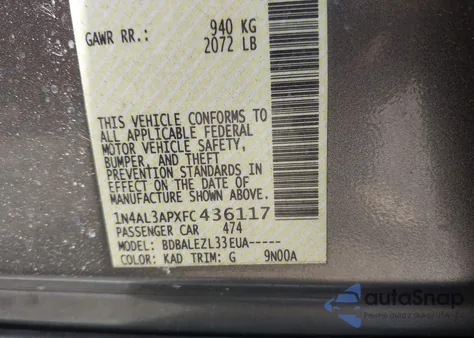 GAWR RR.: 940 KG
2072 LB
THIS VEHICLE CONFORMS TO
ALL APPLICABLE FEDERAL
MOTOR VEHICLE SAFETY,
BUMPER, AND THEFT
PREVENTION STANDARDS IN
EFFECT ON THE DATE OF
MANUFACTURE SHOWN ABOVE.
1N4AL3APXFC436117
PASSENGER CAR 474
MODEL: BDBALEZL33EUA-----
COLOR: KAD TRIM: G 9N00A
autoSnap